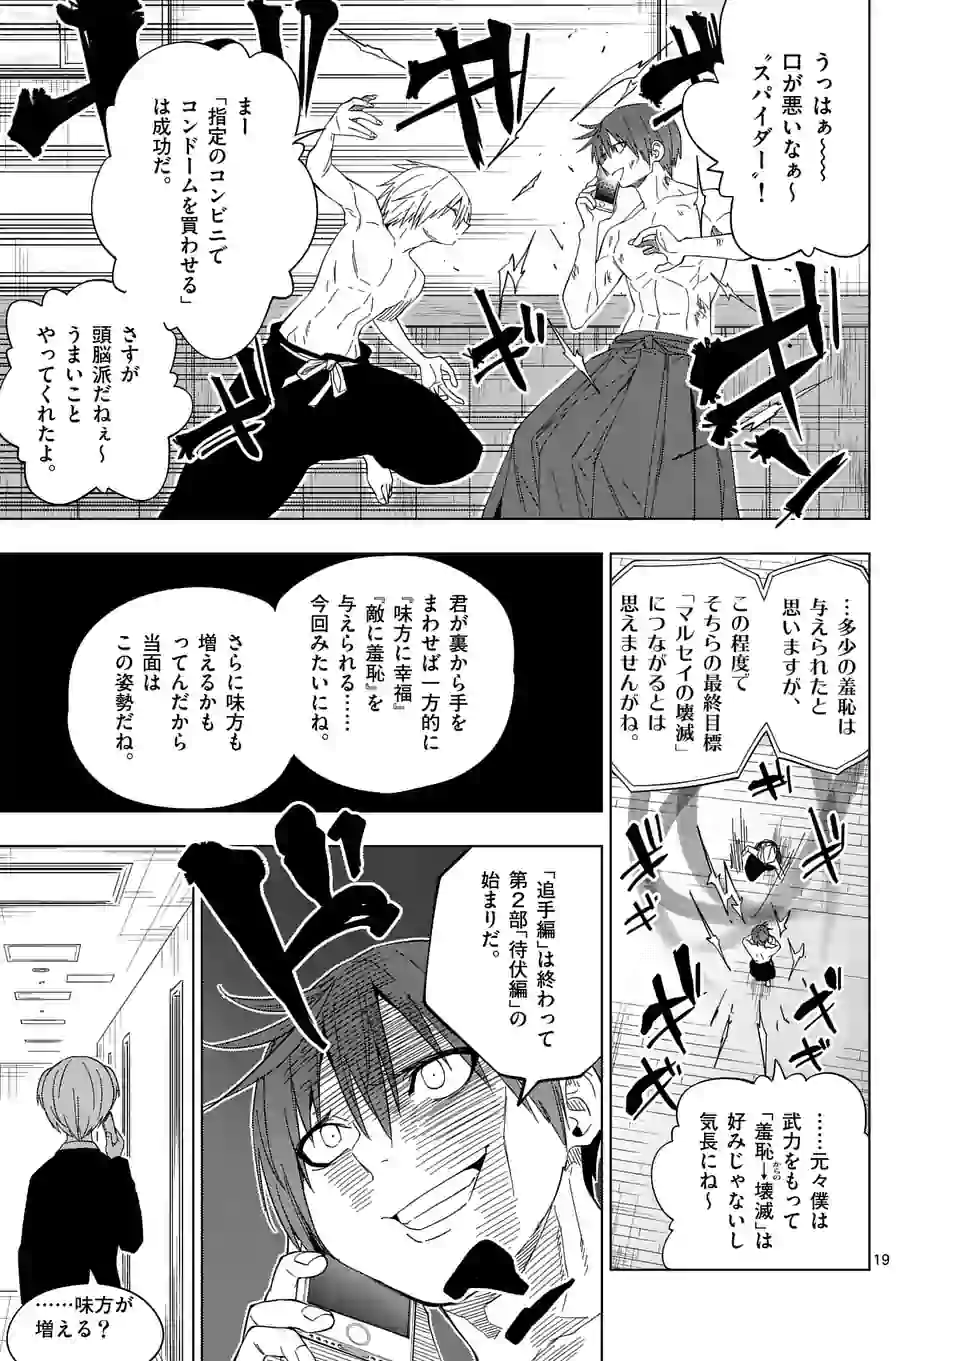 うっはぁ〜〜〜
口が悪いなぁ〜
〝スパイダー〟！
まー
「指定のコンビニで
コンドームを買わせる」
は成功だ。
さすが
頭脳派だねぇ〜
うまいこと
やってくれたよ。
…多少の羞恥は
与えられたと
思いますが、
この程度で
そちらの最終目標
「マルセイの壊滅」
につながるとは
思えませんがね。
……元々僕は
武力をもって
「羞恥→壊滅」は
からの
好みじゃないし
気長にね〜
君が裏から手を
まわせば一方的に
『味方に幸福』
『敵に羞恥』を
与えられる……
今回みたいにね。
さらに味方も
増えるかも
ってんだから
当面は
この姿勢だね。
「追手編」は終わって
第2部「待伏編」の
始まりだ。
……味方が
増える？
19